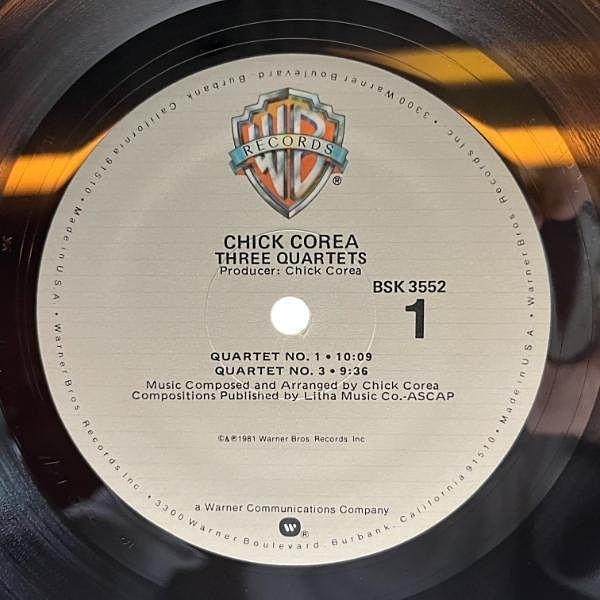 WB
RECORDS
®
CHICK COREA
THREE QUARTETS
Producer: Chick Corea
BSK 3552
1
QUARTET NO. 1 • 10:09
QUARTET NO. 3 • 9:36
Music Composed and Arranged by Chick Corea
Compositions Published by Litha Music Co.-ASCAP
©&℗1981 Warner Bros. Records Inc
a Warner Communications Company
®
Warner Bros. Records Inc. • 3300 Warner Boulevard, Burbank, California 91510 • Made in U.S.A. • Warner Bros. Records Inc. • 3300 Warner Boulevard, Burbank, California 91510 • Made in U.S.A. •